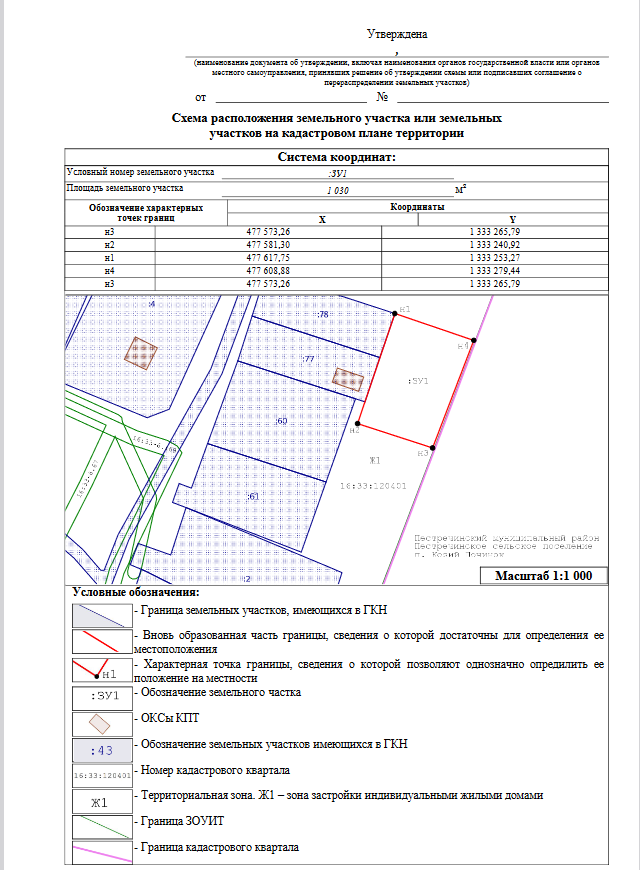 Утверждена
,
(наименование документа об утверждении, включая наименования органов государственной власти или органов
местного самоуправления, принявших решение об утверждении схемы или подписавших соглашение о
перераспределении земельных участков)
от №
Схема расположения земельного участка или земельных
участков на кадастровом плане территории
Система координат:
Условный номер земельного участка :ЗУ1
Площадь земельного участка 1 030 м²
Обозначение характерных точек границ Координаты
X Y
н3 477 573,26 1 333 265,79
н2 477 581,30 1 333 240,92
н1 477 617,75 1 333 253,27
н4 477 608,88 1 333 279,44
н3 477 573,26 1 333 265,79
:4
:78
н1
н4
:77
:ЗУ1
:60
н2
н3
Ж1
16:33-6.
16:33:120401
:61
Пестречинский муниципальный район
Пестречинское сельское поселение
:2
Масштаб 1:1 000
Условные обозначения:
- Граница земельных участков, имеющихся в ГКН
- Вновь образованная часть границы, сведения о которой достаточны для определения ее
местоположения
н1
- Характерная точка границы, сведения о которой позволяют однозначно опредилить ее
положение на местности
:ЗУ1 - Обозначение земельного частка
- ОКСы КПТ
:43 - Обозначение земельных участков имеющихся в ГКН
16:33:120401 - Номер кадастрового квартала
Ж1 - Территориальная зона. Ж1 – зона застройки индивидуальными жилыми домами
- Граница ЗОУИТ
- Граница кадастрового квартала